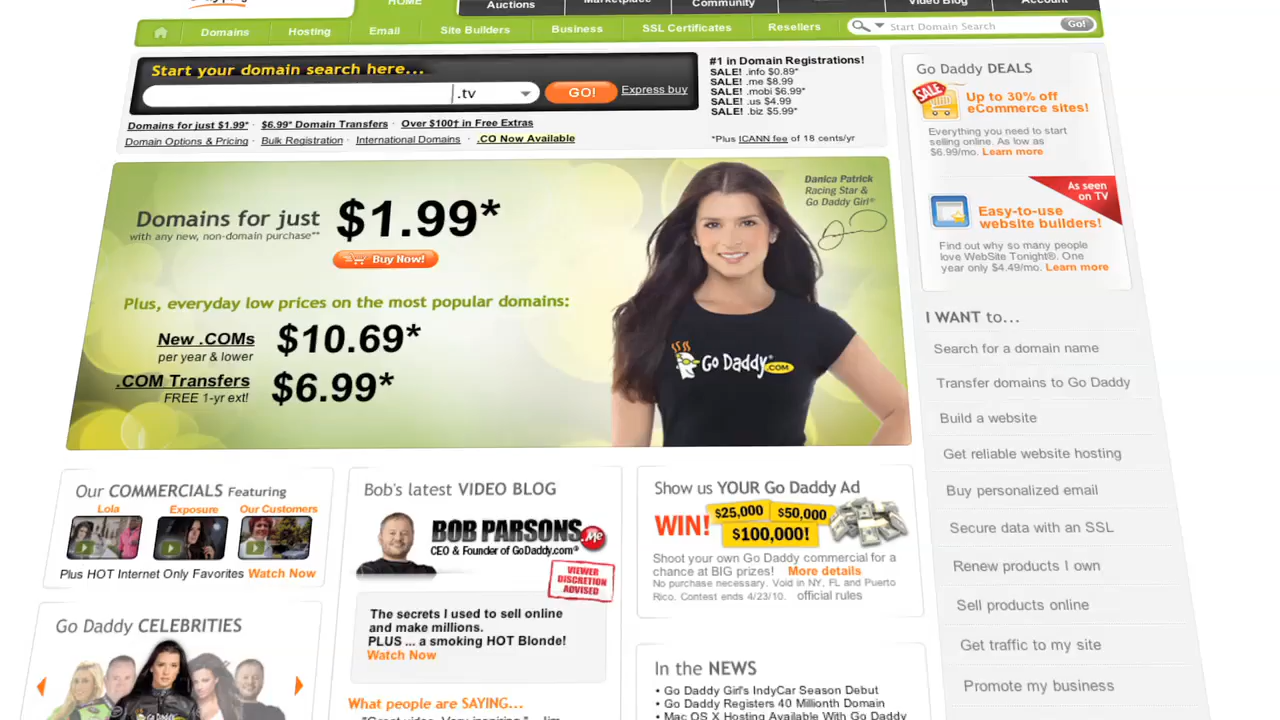 HOME
Auctions
Marketplace
Community
Video Blog
Account
Domains
Hosting
Email
Site Builders
Business
SSL Certificates
Resellers
Start Domain Search
Go!
Start your domain search here...
.tv
GO!
Express buy
Domains for just $1.99* · $6.99* Domain Transfers · Over $100† in Free Extras
Domain Options & Pricing · Bulk Registration · International Domains · .CO Now Available
#1 in Domain Registrations!
SALE! .info $0.89*
SALE! .me $8.99
SALE! .mobi $6.99*
SALE! .us $4.99
SALE! .biz $5.99*
*Plus ICANN fee of 18 cents/yr
Domains for just
with any new, non-domain purchase**
$1.99*
Buy Now!
Plus, everyday low prices on the most popular domains:
New .COMs
per year & lower
$10.69*
.COM Transfers
FREE 1-yr ext!
$6.99*
Danica Patrick
Racing Star &
Go Daddy Girl®
Go Daddy .COM
Go Daddy DEALS
SALE
Up to 30% off
eCommerce sites!
Everything you need to start
selling online. As low as
$6.99/mo. Learn more
As seen
on TV
Easy-to-use
website builders!
Find out why so many people
love WebSite Tonight®. One
year only $4.49/mo. Learn more
I WANT to...
Search for a domain name
Transfer domains to Go Daddy
Build a website
Get reliable website hosting
Buy personalized email
Secure data with an SSL
Renew products I own
Sell products online
Get traffic to my site
Promote my business
Our COMMERCIALS Featuring
Lola
Exposure
Our Customers
Plus HOT Internet Only Favorites Watch Now
Go Daddy CELEBRITIES
Bob's latest VIDEO BLOG
BOB PARSONS.Me
CEO & Founder of GoDaddy.com®
VIEWER
DISCRETION
ADVISED
The secrets I used to sell online
and make millions.
PLUS ... a smoking HOT Blonde!
Watch Now
What people are SAYING...
"Great video. Very inspiring." - Jim
Show us YOUR Go Daddy Ad
WIN!
$25,000
$50,000
$100,000!
Shoot your own Go Daddy commercial for a
chance at BIG prizes! More details
No purchase necessary. Void in NY, FL and Puerto
Rico. Contest ends 4/23/10. official rules
In the NEWS
• Go Daddy Girl's IndyCar Season Debut
• Go Daddy Registers 40 Millionth Domain
• Mac OS X Hosting Available With Go Daddy